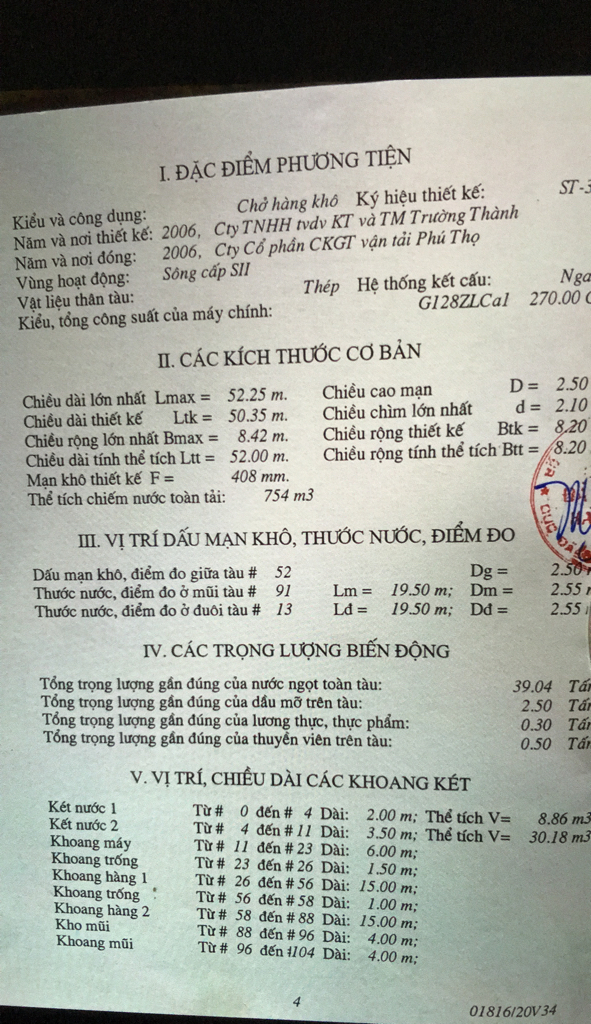 I. ĐẶC ĐIỂM PHƯƠNG TIỆN
Kiểu và công dụng: Chở hàng khô Ký hiệu thiết kế: ST-3
Năm và nơi thiết kế: 2006, Cty TNHH tvdv KT và TM Trường Thành
Năm và nơi đóng: 2006, Cty Cổ phần CKGT vận tải Phú Thọ
Vùng hoạt động: Sông cấp SII
Vật liệu thân tàu: Thép Hệ thống kết cấu: Nga
Kiểu, tổng công suất của máy chính: G128ZLCa1 270.00
II. CÁC KÍCH THƯỚC CƠ BẢN
Chiều dài lớn nhất Lmax = 52.25 m. Chiều cao mạn D = 2.50
Chiều dài thiết kế Ltk = 50.35 m. Chiều chìm lớn nhất d = 2.10
Chiều rộng lớn nhất Bmax = 8.42 m. Chiều rộng thiết kế Btk = 8.20
Chiều dài tính thể tích Ltt = 52.00 m. Chiều rộng tính thể tích Btt = 8.20
Mạn khô thiết kế F = 408 mm.
Thể tích chiếm nước toàn tải: 754 m3
III. VỊ TRÍ DẤU MẠN KHÔ, THƯỚC NƯỚC, ĐIỂM ĐO
Dấu mạn khô, điểm đo giữa tàu # 52 Dg = 2.50
Thước nước, điểm đo ở mũi tàu # 91 Lm = 19.50 m; Dm = 2.55
Thước nước, điểm đo ở đuôi tàu # 13 Lđ = 19.50 m; Dđ = 2.55
IV. CÁC TRỌNG LƯỢNG BIẾN ĐỘNG
Tổng trọng lượng gần đúng của nước ngọt toàn tàu: 39.04 Tấ
Tổng trọng lượng gần đúng của dầu mỡ trên tàu: 2.50 Tấ
Tổng trọng lượng gần đúng của lương thực, thực phẩm: 0.30 Tấ
Tổng trọng lượng gần đúng của thuyền viên trên tàu: 0.50 Tấ
V. VỊ TRÍ, CHIỀU DÀI CÁC KHOANG KÉT
Két nước 1 Từ # 0 đến # 4 Dài: 2.00 m; Thể tích V= 8.86 m3
Két nước 2 Từ # 4 đến # 11 Dài: 3.50 m; Thể tích V= 30.18 m3
Khoang máy Từ # 11 đến # 23 Dài: 6.00 m;
Khoang trống Từ # 23 đến # 26 Dài: 1.50 m;
Khoang hàng 1 Từ # 26 đến # 56 Dài: 15.00 m;
Khoang trống Từ # 56 đến # 58 Dài: 1.00 m;
Khoang hàng 2 Từ # 58 đến # 88 Dài: 15.00 m;
Kho mũi Từ # 88 đến # 96 Dài: 4.00 m;
Khoang mũi Từ # 96 đến #104 Dài: 4.00 m;
4
01816/20V34